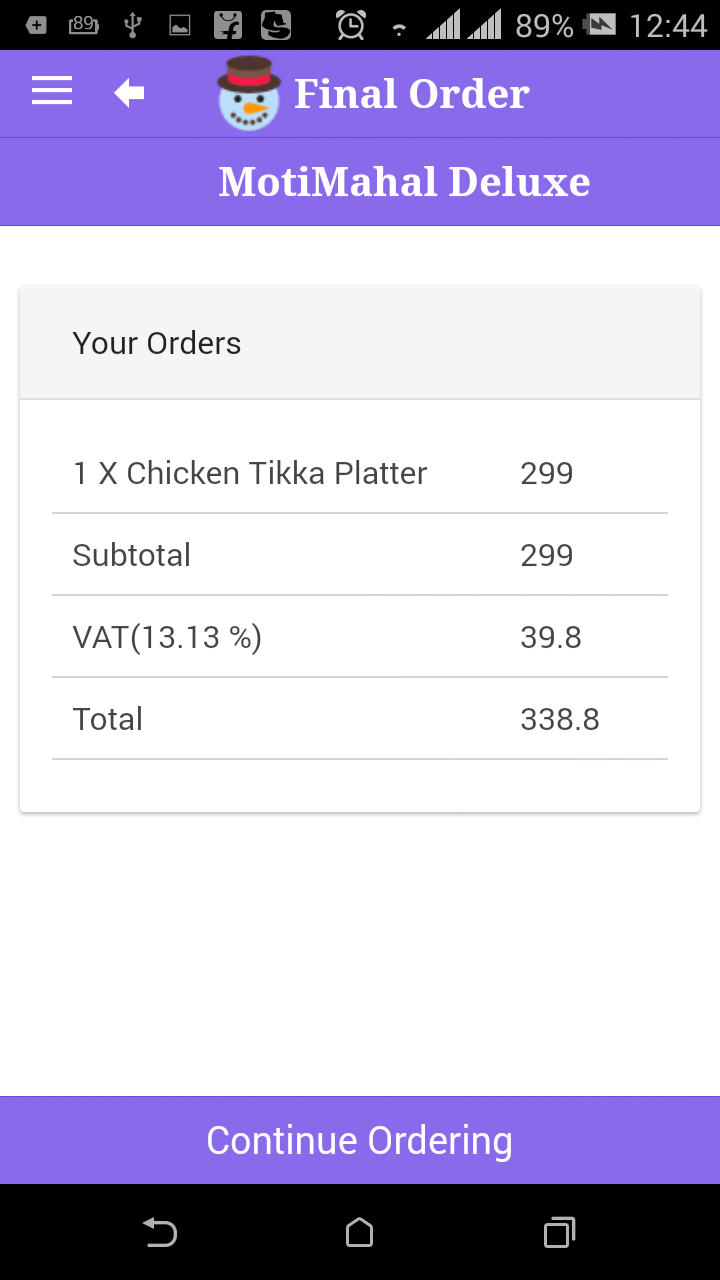 89 89% 12:44
Final Order
MotiMahal Deluxe
Your Orders
1 X Chicken Tikka Platter 299
Subtotal 299
VAT(13.13 %) 39.8
Total 338.8
Continue Ordering